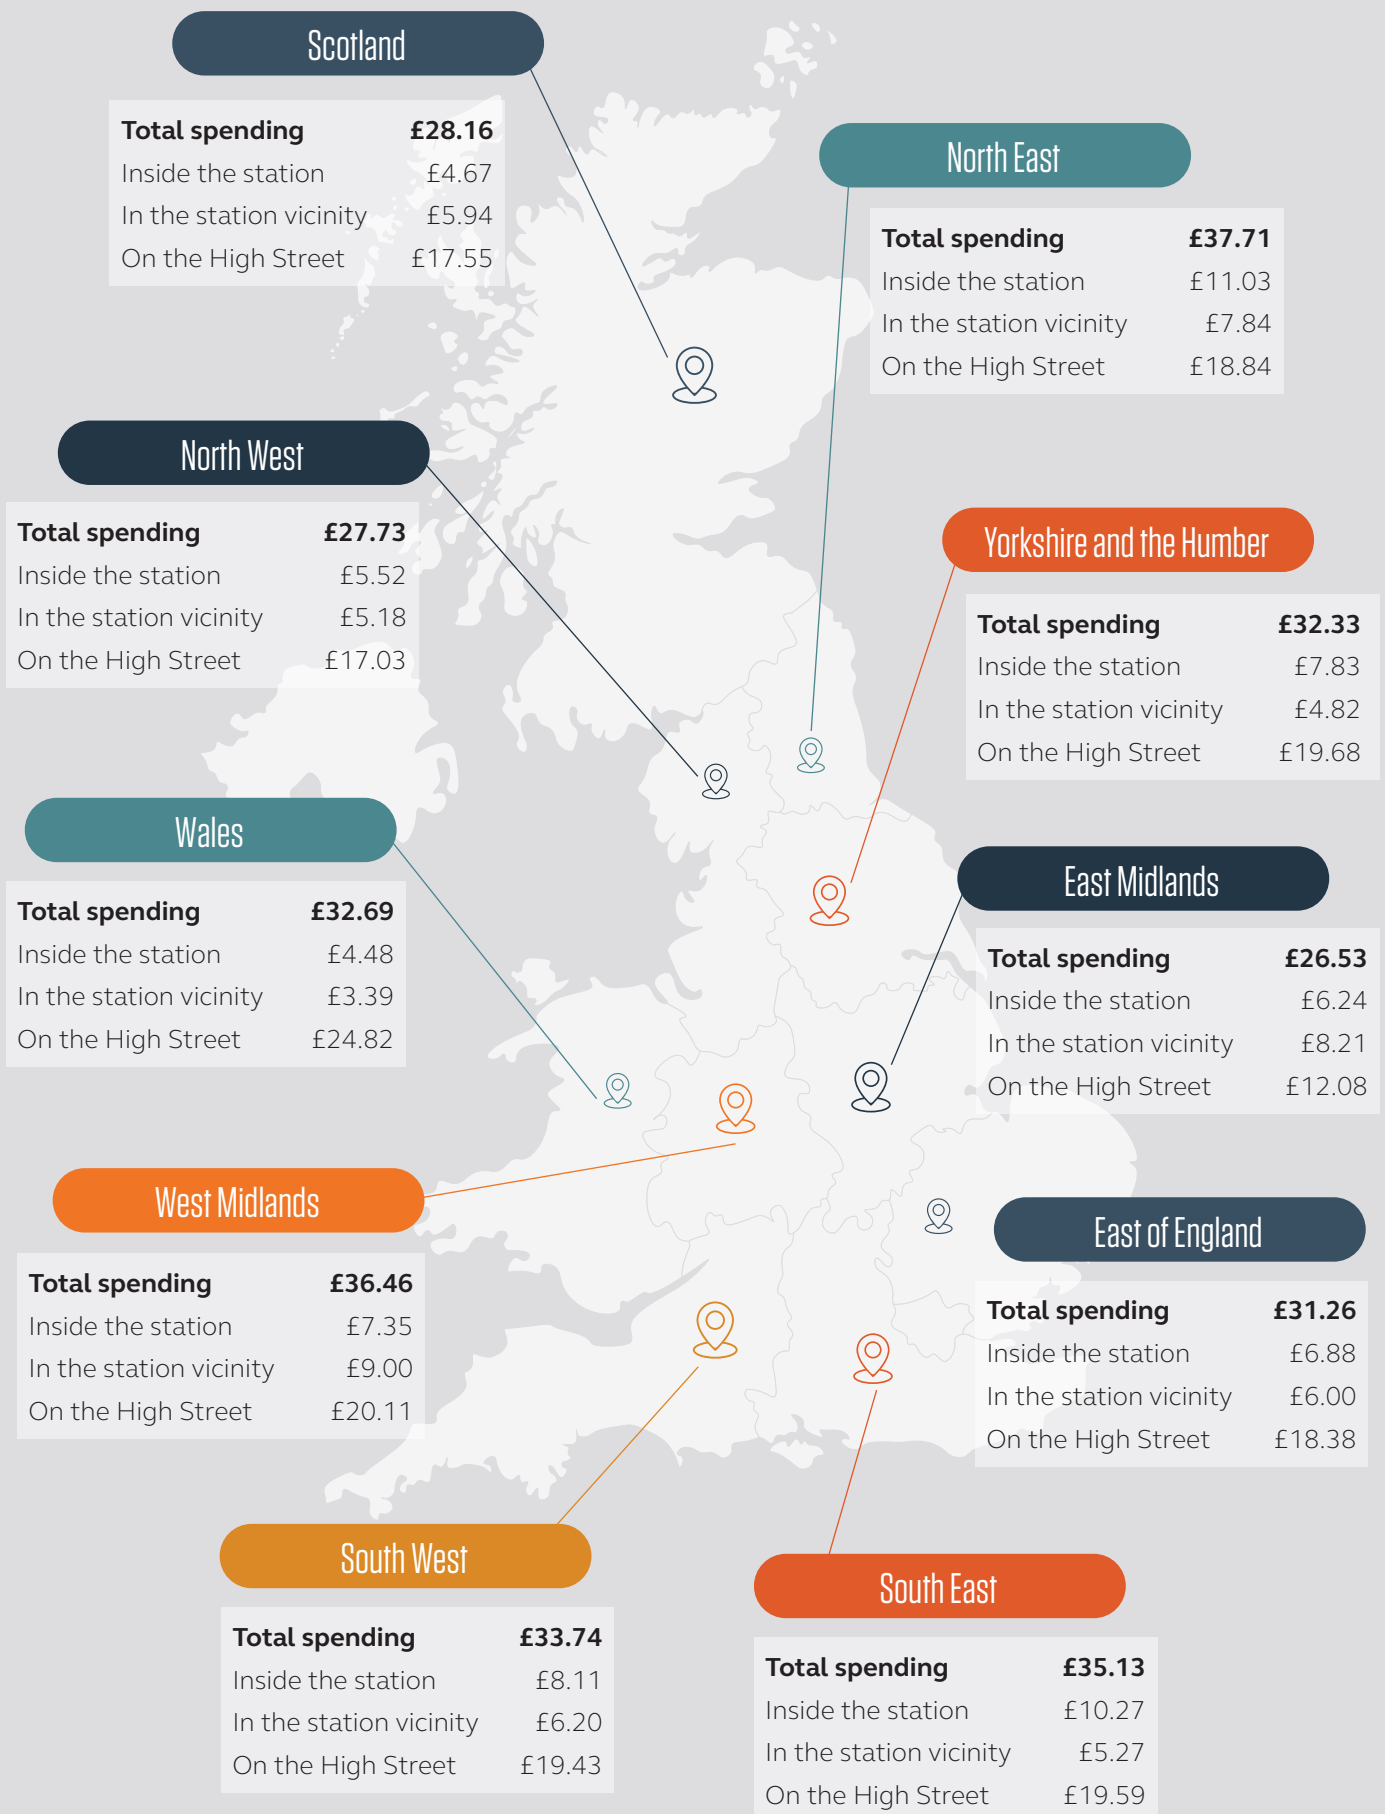 Scotland
Total spending £28.16
Inside the station £4.67
In the station vicinity £5.94
On the High Street £17.55
North East
Total spending £37.71
Inside the station £11.03
In the station vicinity £7.84
On the High Street £18.84
North West
Total spending £27.73
Inside the station £5.52
In the station vicinity £5.18
On the High Street £17.03
Yorkshire and the Humber
Total spending £32.33
Inside the station £7.83
In the station vicinity £4.82
On the High Street £19.68
Wales
Total spending £32.69
Inside the station £4.48
In the station vicinity £3.39
On the High Street £24.82
East Midlands
Total spending £26.53
Inside the station £6.24
In the station vicinity £8.21
On the High Street £12.08
West Midlands
Total spending £36.46
Inside the station £7.35
In the station vicinity £9.00
On the High Street £20.11
East of England
Total spending £31.26
Inside the station £6.88
In the station vicinity £6.00
On the High Street £18.38
South West
Total spending £33.74
Inside the station £8.11
In the station vicinity £6.20
On the High Street £19.43
South East
Total spending £35.13
Inside the station £10.27
In the station vicinity £5.27
On the High Street £19.59